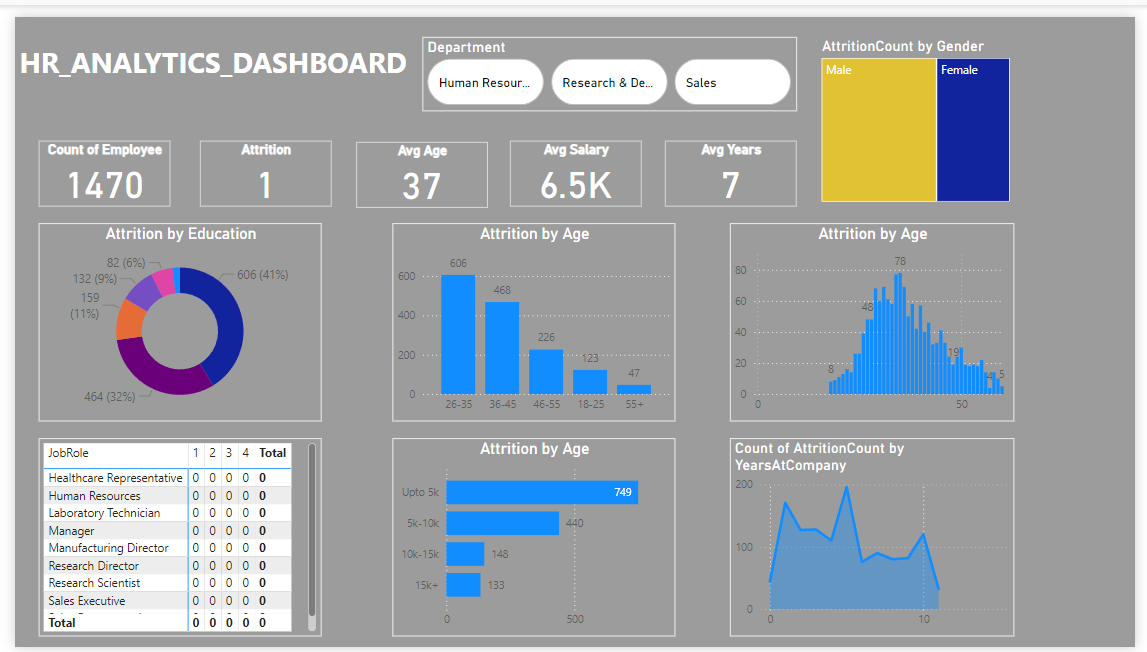 HR_ANALYTICS_DASHBOARD
Department
Human Resour...
Research & De...
Sales
AttritionCount by Gender
Male
Female
Count of Employee
1470
Attrition
1
Avg Age
37
Avg Salary
6.5K
Avg Years
7
Attrition by Education
82 (6%)
132 (9%)
159
(11%)
464 (32%)
606 (41%)
Attrition by Age
600
400
200
0
606
468
226
123
47
26-35
36-45
46-55
18-25
55+
Attrition by Age
80
60
40
20
0
8
48
78
19
4
5
0
50
JobRole 1 2 3 4 Total
Healthcare Representative 0 0 0 0 0
Human Resources 0 0 0 0 0
Laboratory Technician 0 0 0 0 0
Manager 0 0 0 0 0
Manufacturing Director 0 0 0 0 0
Research Director 0 0 0 0 0
Research Scientist 0 0 0 0 0
Sales Executive 0 0 0 0 0
Total 0 0 0 0 0
Attrition by Age
Upto 5k 749
5k-10k 440
10k-15k 148
15k+ 133
0
500
Count of AttritionCount by
YearsAtCompany
200
100
0
0
10